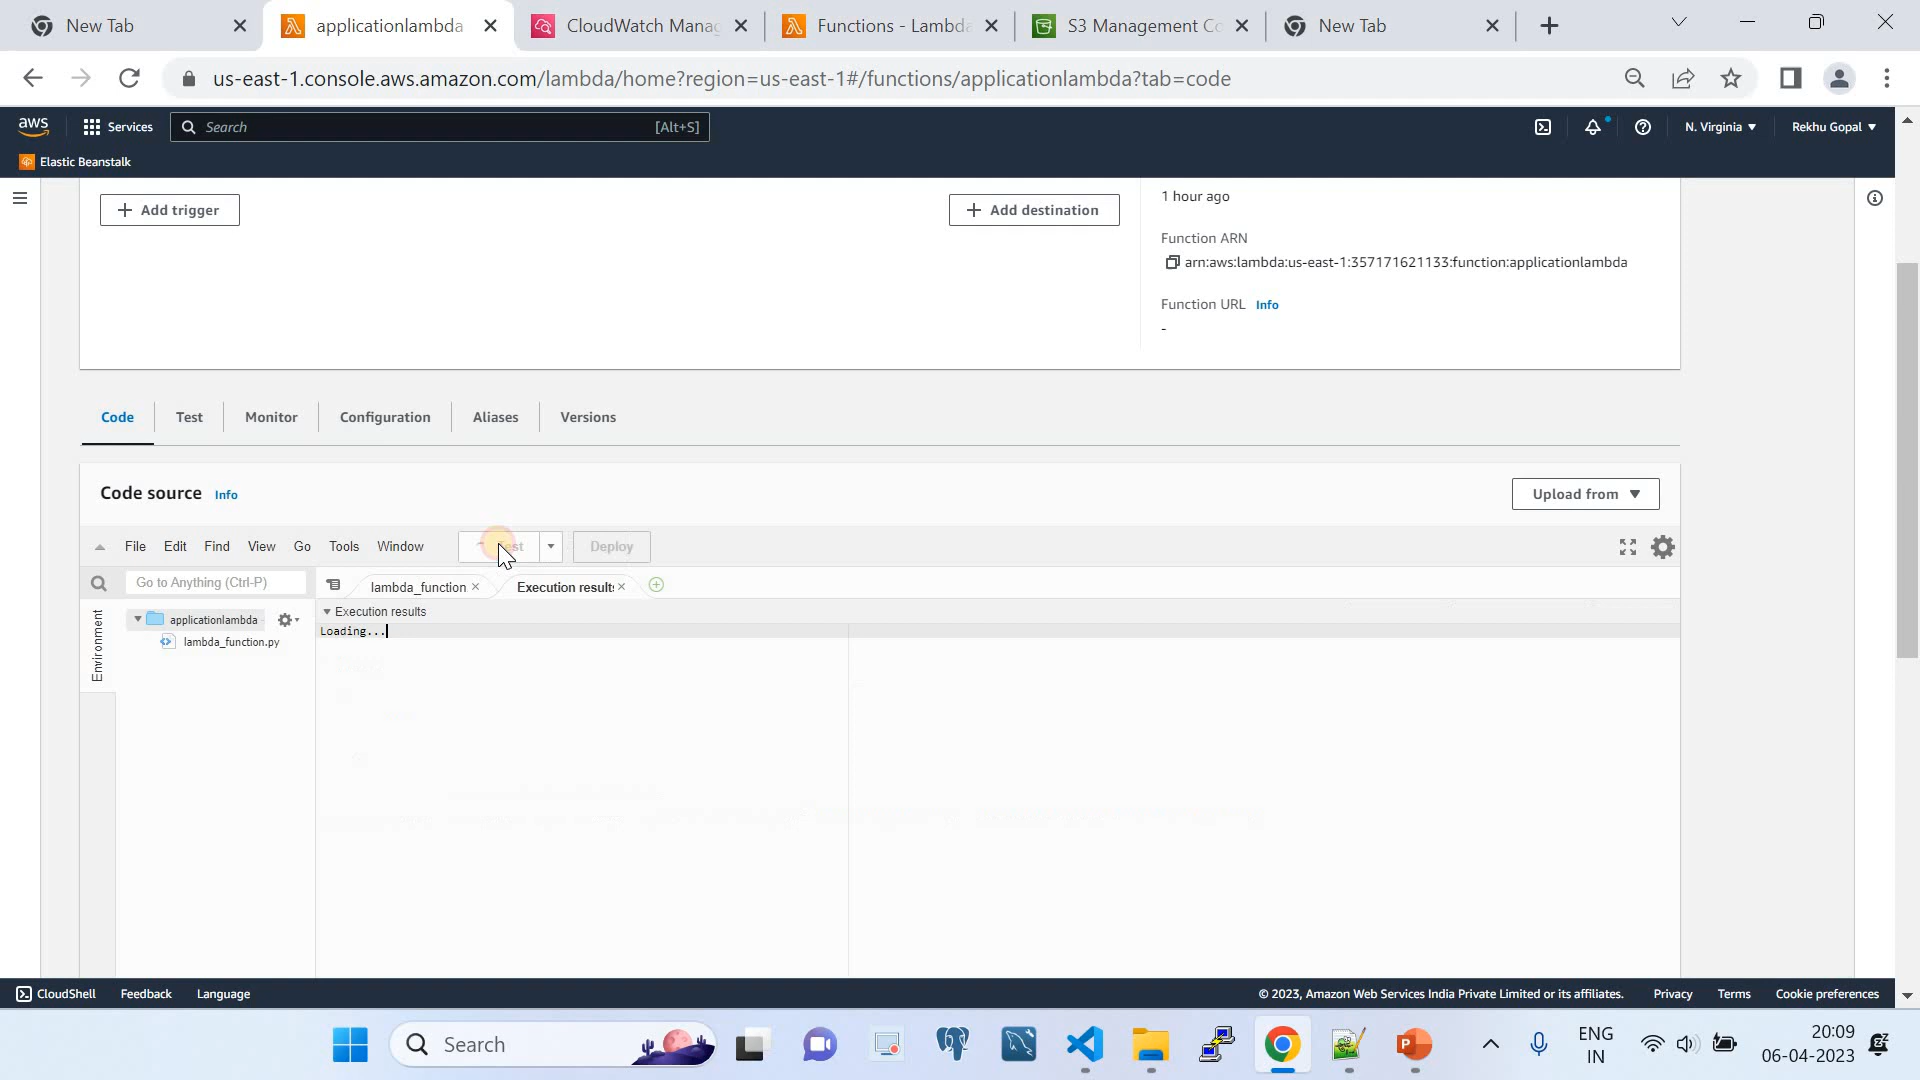 New Tab
applicationlambda
CloudWatch Manag
Functions - Lambda
S3 Management Co
New Tab
us-east-1.console.aws.amazon.com/lambda/home?region=us-east-1#/functions/applicationlambda?tab=code
aws
Services
Search
[Alt+S]
N. Virginia
Rekhu Gopal
Elastic Beanstalk
Add trigger
Add destination
1 hour ago
Function ARN
arn:aws:lambda:us-east-1:357171621133:function:applicationlambda
Function URL Info
-
Code
Test
Monitor
Configuration
Aliases
Versions
Code source Info
Upload from
File Edit Find View Go Tools Window
Test
Deploy
Go to Anything (Ctrl-P)
lambda_function
Execution results
Environment
applicationlambda
lambda_function.py
Execution results
Loading...
CloudShell
Feedback
Language
© 2023, Amazon Web Services India Private Limited or its affiliates.
Privacy
Terms
Cookie preferences
Search
ENG
IN
20:09
06-04-2023